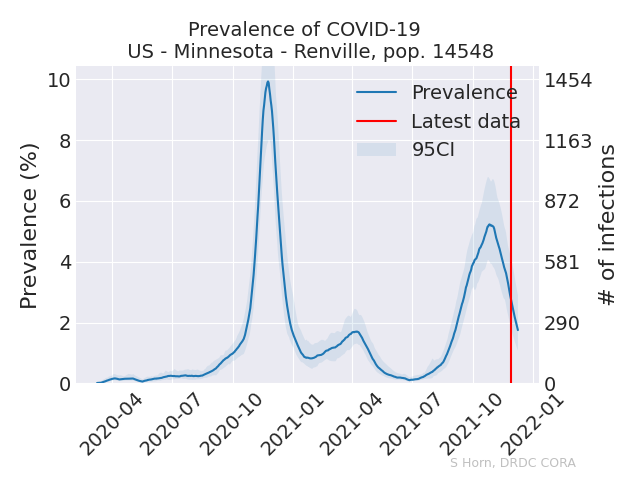 Prevalence of COVID-19
US - Minnesota - Renville, pop. 14548
Prevalence (%)
10
8
6
4
2
0
Prevalence
Latest data
95CI
1454
1163
872
581
290
0
# of infections
2020-04
2020-07
2020-10
2021-01
2021-04
2021-07
2021-10
2022-01
S Horn, DRDC CORA